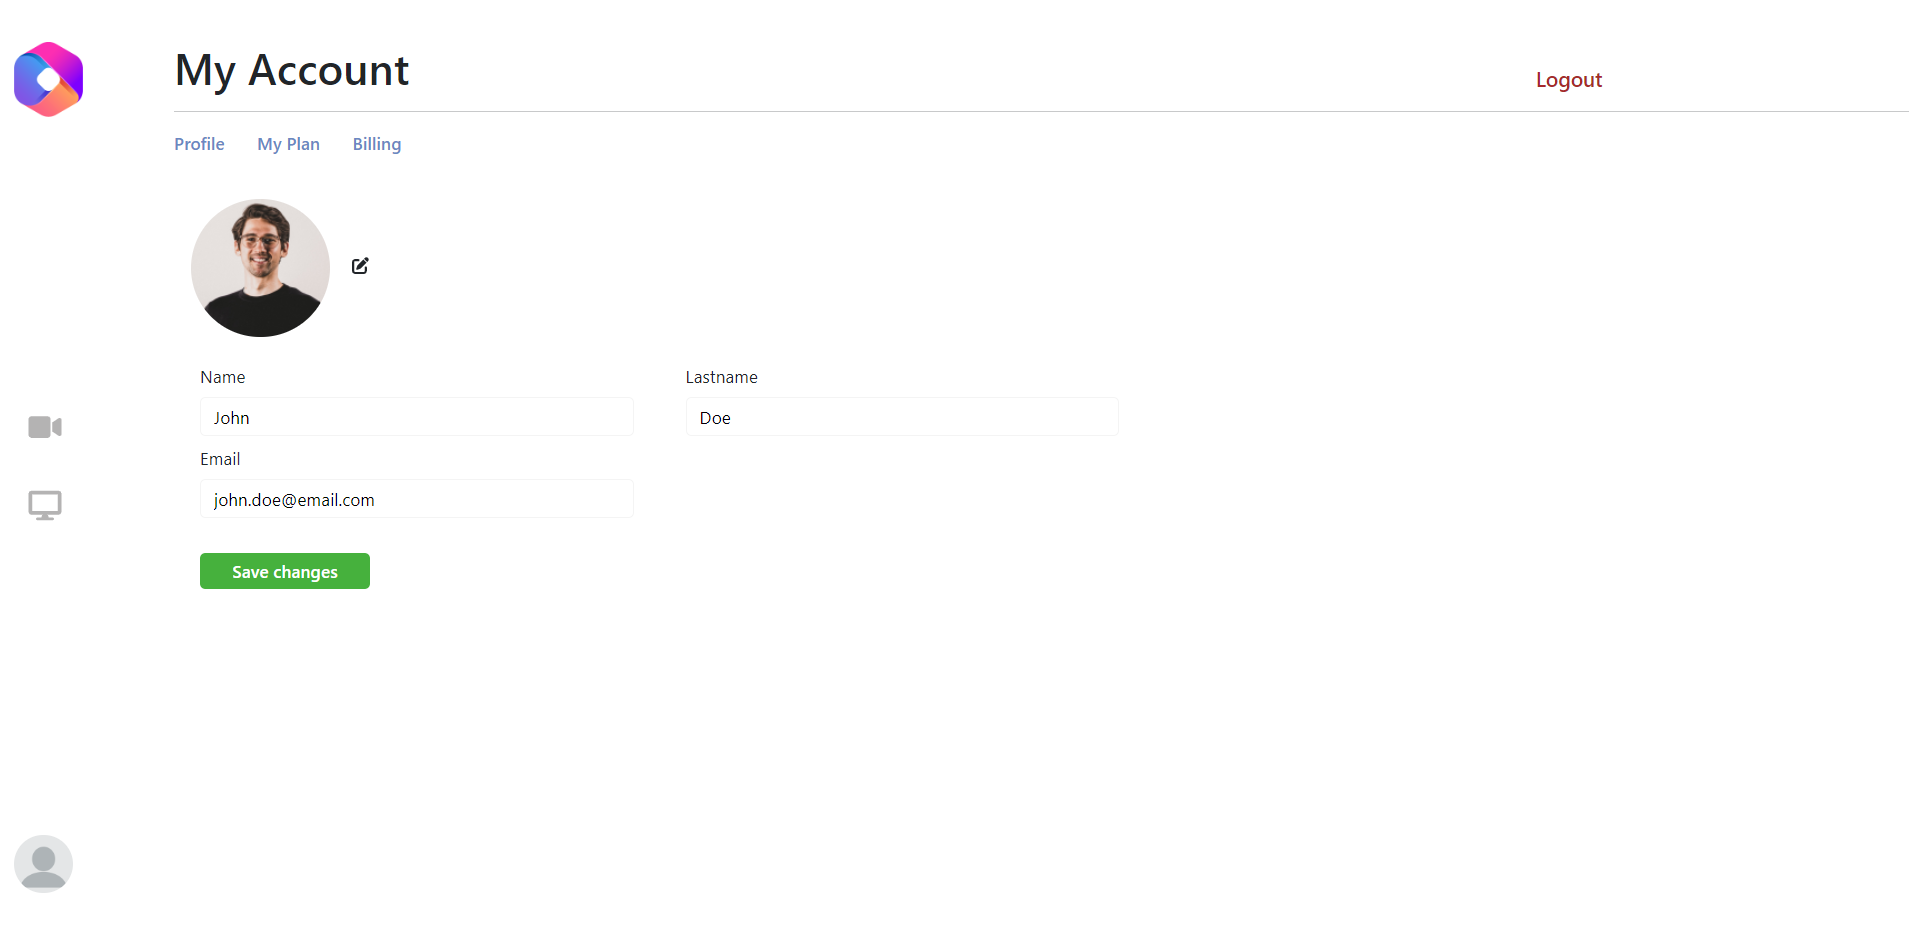 My Account
Logout
Profile My Plan Billing
Name Lastname
John Doe
Email
john.doe@email.com
Save changes